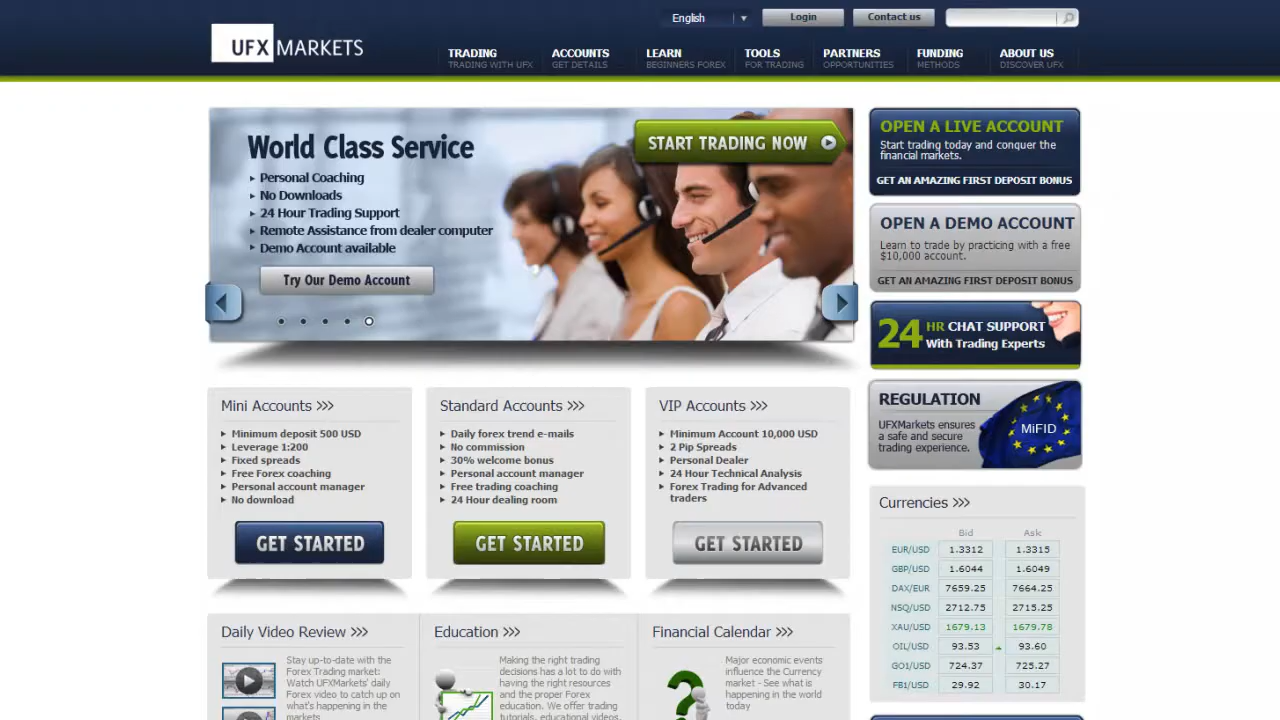 English
Login
Contact us
UFXMARKETS
TRADING
TRADING WITH UFX
ACCOUNTS
GET DETAILS
LEARN
BEGINNERS FOREX
TOOLS
FOR TRADING
PARTNERS
OPPORTUNITIES
FUNDING
METHODS
ABOUT US
DISCOVER UFX
World Class Service
Personal Coaching
No Downloads
24 Hour Trading Support
Remote Assistance from dealer computer
Demo Account available
Try Our Demo Account
START TRADING NOW
OPEN A LIVE ACCOUNT
Start trading today and conquer the
financial markets.
GET AN AMAZING FIRST DEPOSIT BONUS
OPEN A DEMO ACCOUNT
Learn to trade by practicing with a free
$10,000 account.
GET AN AMAZING FIRST DEPOSIT BONUS
24 HR CHAT SUPPORT
With Trading Experts
REGULATION
UFXMarkets ensures
a safe and secure
trading experience.
MiFID
Mini Accounts >>>
Minimum deposit 500 USD
Leverage 1:200
Fixed spreads
Free Forex coaching
Personal account manager
No download
GET STARTED
Standard Accounts >>>
Daily forex trend e-mails
No commission
30% welcome bonus
Personal account manager
Free trading coaching
24 Hour dealing room
GET STARTED
VIP Accounts >>>
Minimum Account 10,000 USD
2 Pip Spreads
Personal Dealer
24 Hour Technical Analysis
Forex Trading for Advanced
traders
GET STARTED
Currencies >>>
Bid Ask
EUR/USD 1.3312 1.3315
GBP/USD 1.6044 1.6049
DAX/EUR 7659.25 7664.25
NSQ/USD 2712.75 2715.25
XAU/USD 1679.13 1679.78
OIL/USD 93.53 93.60
GO1/USD 724.37 725.27
FB1/USD 29.92 30.17
Daily Video Review >>>
Stay up-to-date with the
Forex Trading market:
Watch UFXMarkets' daily
Forex video to catch up on
what's happening in the
markets
Education >>>
Making the right trading
decisions has a lot to do with
having the right resources
and the proper Forex
education. We offer trading
tutorials, educational videos,
Financial Calendar >>>
Major economic events
influence the Currency
market - See what is
happening in the world
today